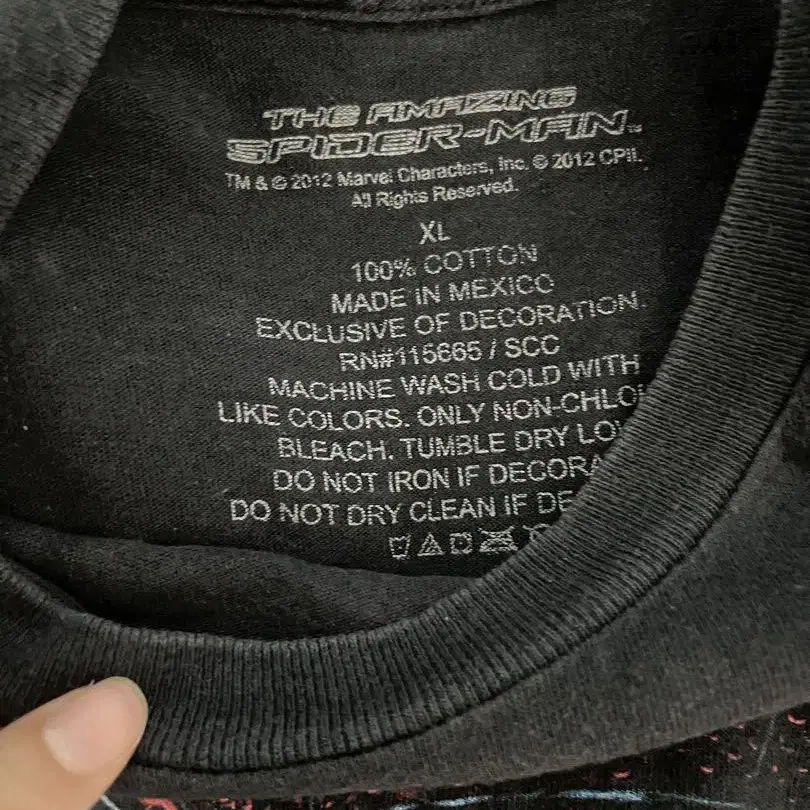 THE AMAZING
SPIDER-MAN™
TM & © 2012 Marvel Characters, Inc. © 2012 CPII.
All Rights Reserved.
XL
100% COTTON
MADE IN MEXICO
EXCLUSIVE OF DECORATION.
RN#115665 / SCC
MACHINE WASH COLD WITH
LIKE COLORS. ONLY NON-CHLO
BLEACH. TUMBLE DRY LO
DO NOT IRON IF DECORA
DO NOT DRY CLEAN IF DE